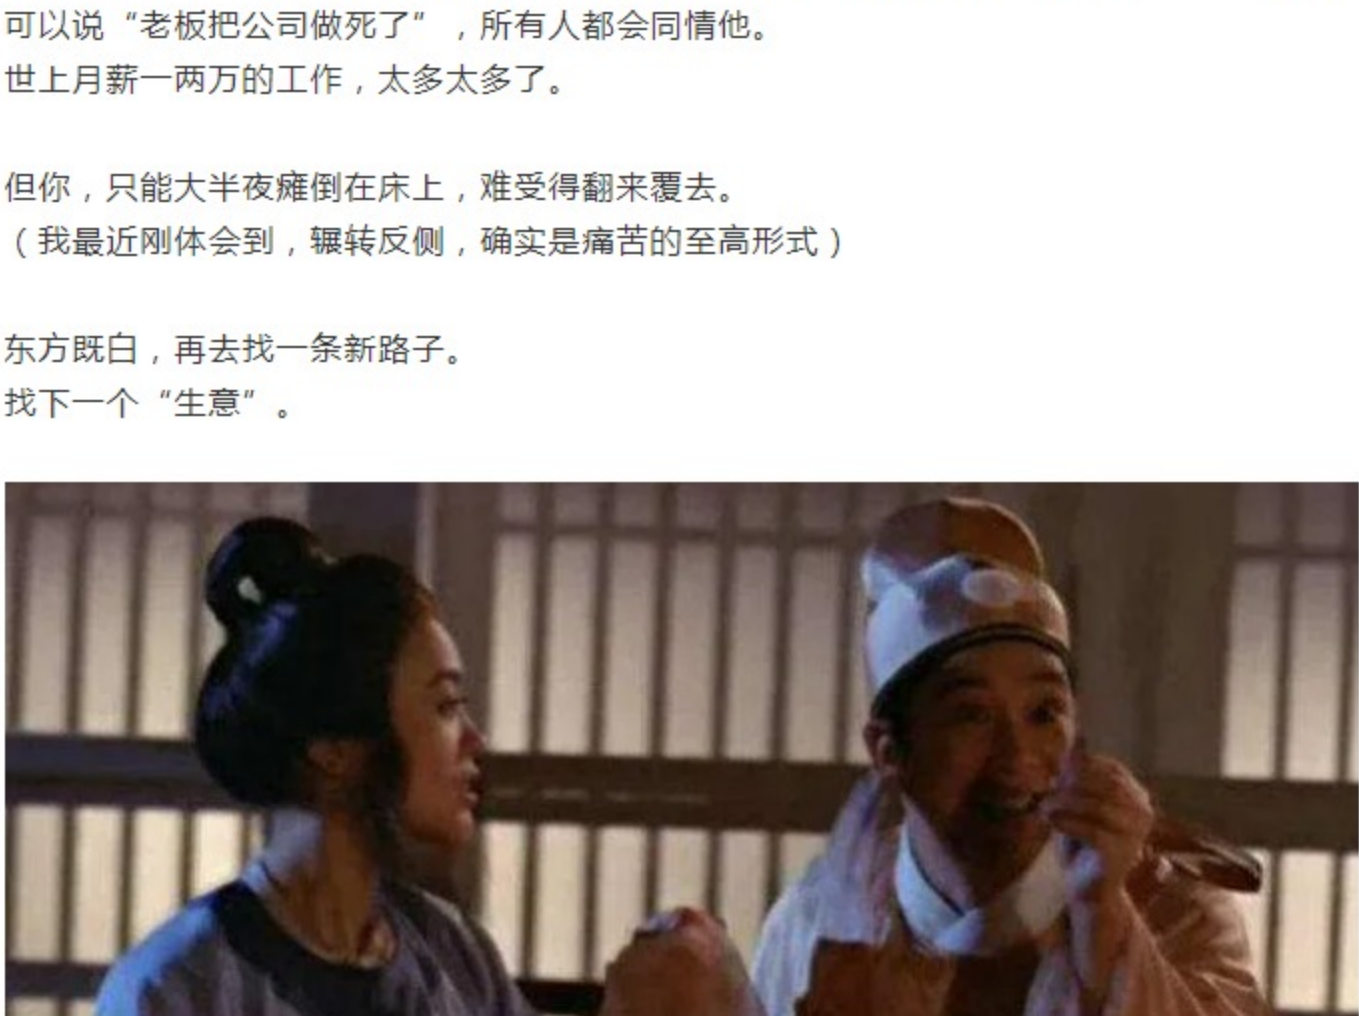 可以说“老板把公司做死了”，所有人都会同情他。
世上月薪一两万的工作，太多太多了。
但你，只能大半夜瘫倒在床上，难受得翻来覆去。
（我最近刚体会到，辗转反侧，确实是痛苦的至高形式）
东方既白，再去找一条新路子。
找下一个“生意”。